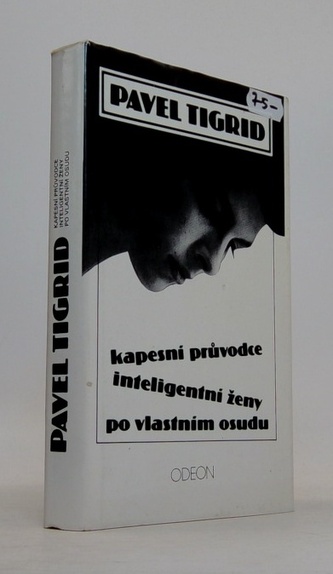 PAVEL TIGRID
75-
kapesní průvodce
inteligentní ženy
po vlastním osudu
ODEON
PAVEL TIGRID
KAPESNÍ PRŮVODCE
INTELIGENTNÍ ŽENY
PO VLASTNÍM OSUDU